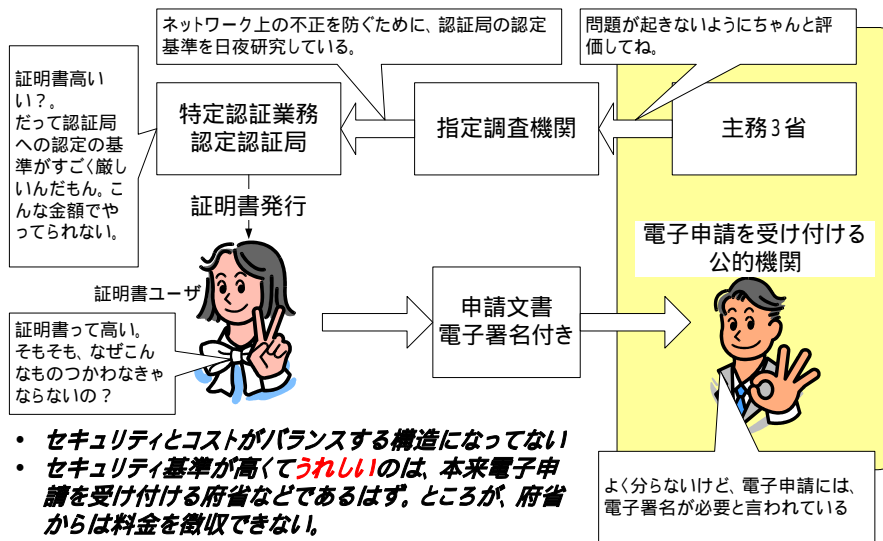 ネットワーク上の不正を防ぐために、認証局の認定
基準を日夜研究している。
問題が起きないようにちゃんと評
価してね。
証明書高い
い？。
だって認証局
への認定の基
準がすごく厳し
いんだもん。こ
んな金額でや
ってられない。
特定認証業務
認定認証局
指定調査機関
主務3省
証明書発行
電子申請を受け付ける
公的機関
証明書ユーザ
申請文書
電子署名付き
証明書って高い。
そもそも、なぜこん
なものつかわなきゃ
ならないの？
• セキュリティとコストがバランスする構造になってない
• セキュリティ基準が高くてうれしいのは、本来電子申
請を受け付ける府省などであるはず。ところが、府省
からは料金を徴収できない。
よく分らないけど、電子申請には、
電子署名が必要と言われている